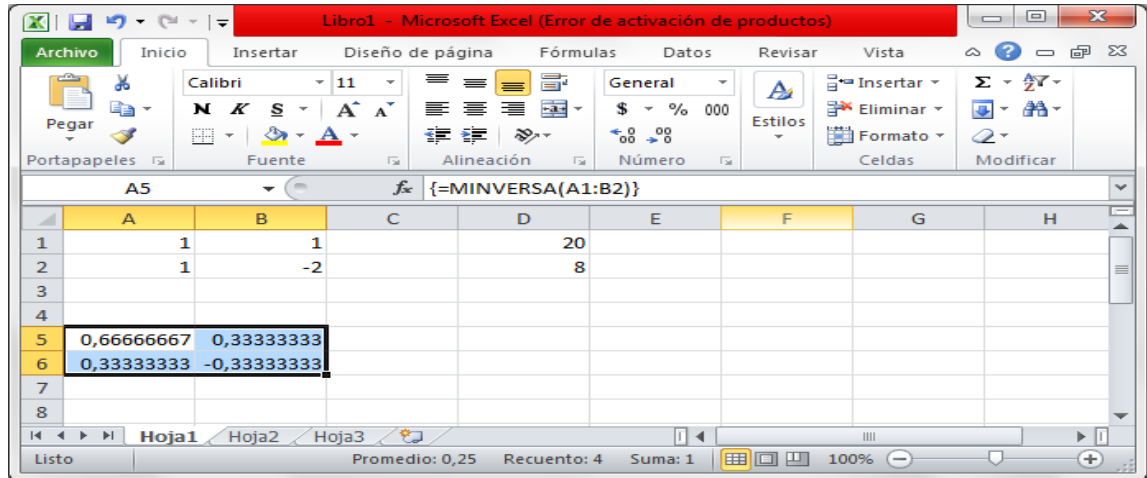 Libro1 - Microsoft Excel (Error de activación de productos)
Archivo Inicio Insertar Diseño de página Fórmulas Datos Revisar Vista
Calibri 11 General Insertar Σ
Pegar N K S A A $ % 000 Estilos Eliminar
A Formato
Portapapeles Fuente Alineación Número Celdas Modificar
A5 fx {=MINVERSA(A1:B2)}
A B C D E F G H
1 1 1 20
2 1 -2 8
3
4
5 0,66666667 0,33333333
6 0,33333333 -0,33333333
7
8
Hoja1 Hoja2 Hoja3
Listo Promedio: 0,25 Recuento: 4 Suma: 1 100%